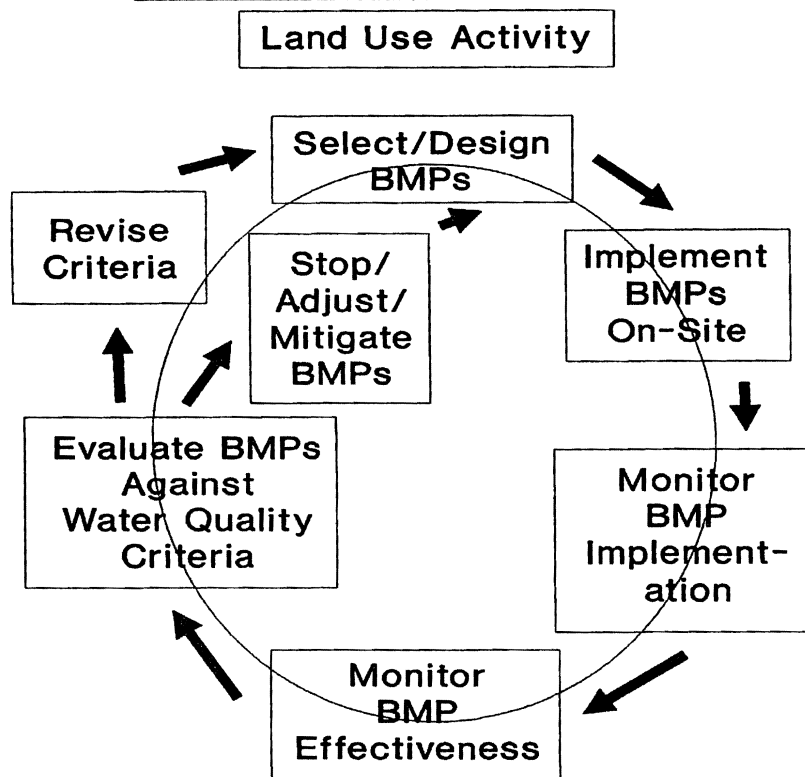 Land Use Activity
Select/Design
BMPs
Implement
BMPs
On-Site
Monitor
BMP
Implement-
ation
Monitor
BMP
Effectiveness
Evaluate BMPs
Against
Water Quality
Criteria
Revise
Criteria
Stop/
Adjust/
Mitigate
BMPs